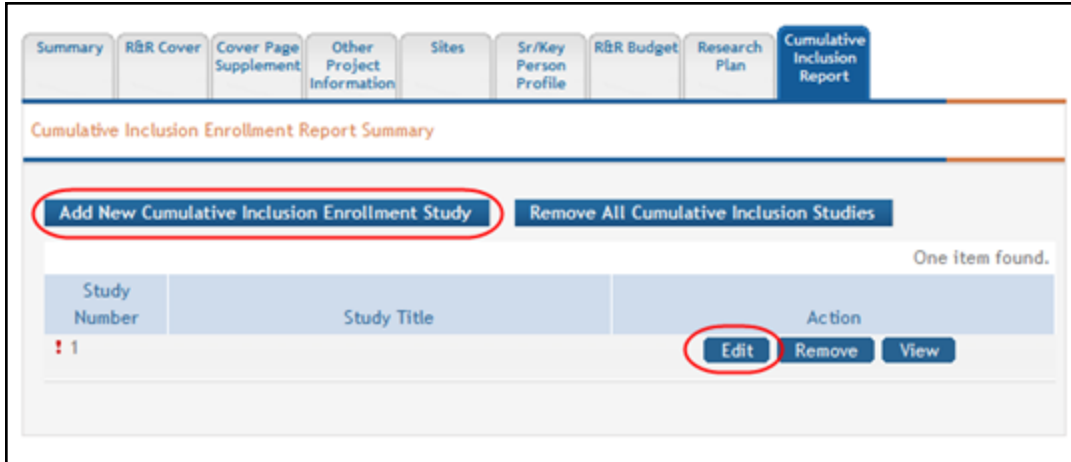 Summary
R&R Cover
Cover Page
Supplement
Other
Project
Information
Sites
Sr/Key
Person
Profile
R&R Budget
Research
Plan
Cumulative
Inclusion
Report
Cumulative Inclusion Enrollment Report Summary
Add New Cumulative Inclusion Enrollment Study Remove All Cumulative Inclusion Studies
One item found.
Study
Number
Study Title
Action
! 1 Edit Remove View